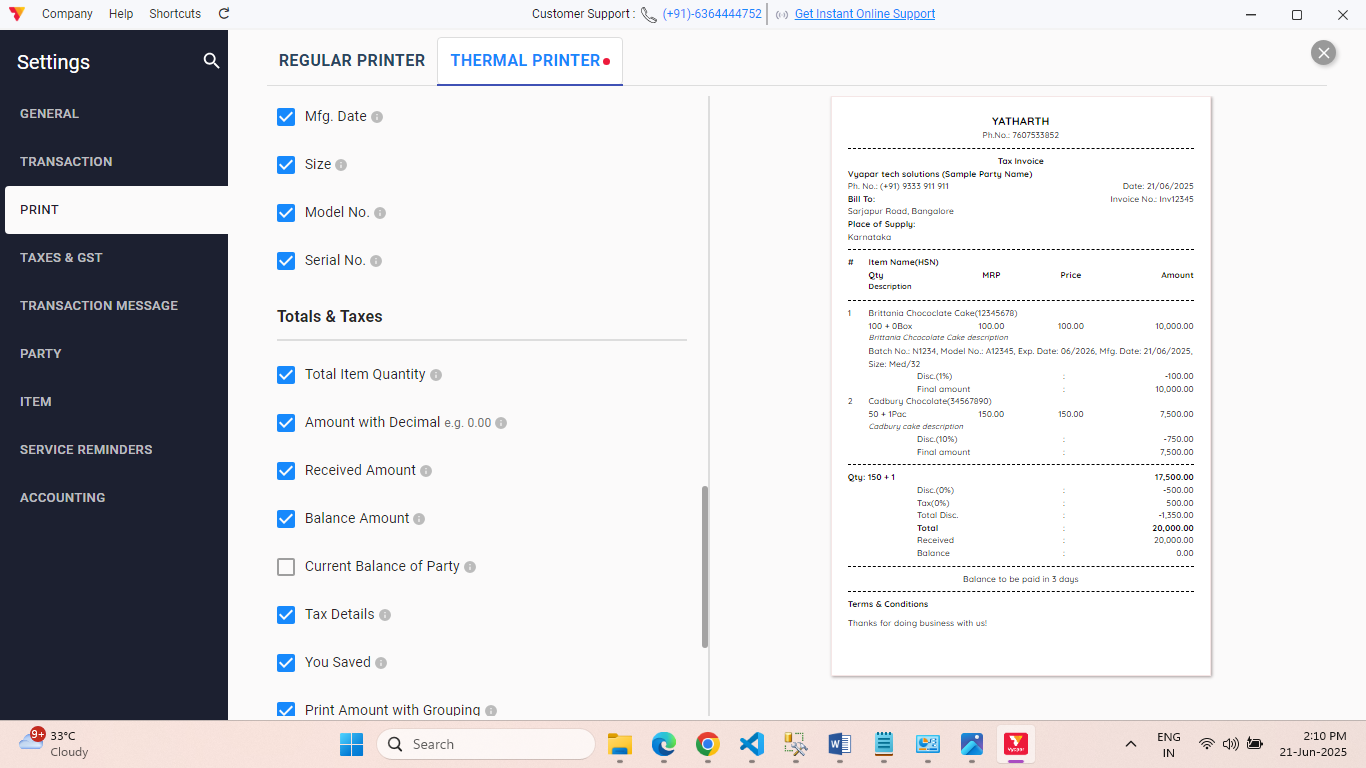 Company Help Shortcuts
Customer Support : (+91)-6364444752 Get Instant Online Support
Settings
GENERAL
TRANSACTION
PRINT
TAXES & GST
TRANSACTION MESSAGE
PARTY
ITEM
SERVICE REMINDERS
ACCOUNTING
REGULAR PRINTER THERMAL PRINTER
Mfg. Date
Size
Model No.
Serial No.
Totals & Taxes
Total Item Quantity
Amount with Decimal e.g. 0.00
Received Amount
Balance Amount
Current Balance of Party
Tax Details
You Saved
Print Amount with Grouping
YATHARTH
Ph.No.: 7607533852
Tax Invoice
Vyapar tech solutions (Sample Party Name)
Ph. No.: (+91) 9333 911 911 Date: 21/06/2025
Bill To: Invoice No.: Inv12345
Sarjapur Road, Bangalore
Place of Supply:
Karnataka
# Item Name(HSN)
Qty MRP Price Amount
Description
1 Brittania Chococlate Cake(12345678)
100 + 0Box 100.00 100.00 10,000.00
Brittania Chcocolate Cake description
Batch No.: N1234, Model No.: A12345, Exp. Date: 06/2026, Mfg. Date: 21/06/2025,
Size: Med/32
Disc.(1%) : -100.00
Final amount : 10,000.00
2 Cadbury Chocolate(34567890)
50 + 1Pac 150.00 150.00 7,500.00
Cadbury cake description
Disc.(10%) : -750.00
Final amount : 7,500.00
Qty: 150 + 1 17,500.00
Disc.(0%) : -500.00
Tax(0%) : 500.00
Total Disc. : -1,350.00
Total : 20,000.00
Received : 20,000.00
Balance : 0.00
Balance to be paid in 3 days
Terms & Conditions
Thanks for doing business with us!
9+ 33°C
Cloudy
Search
Vyapar
ENG
IN
2:10 PM
21-Jun-2025